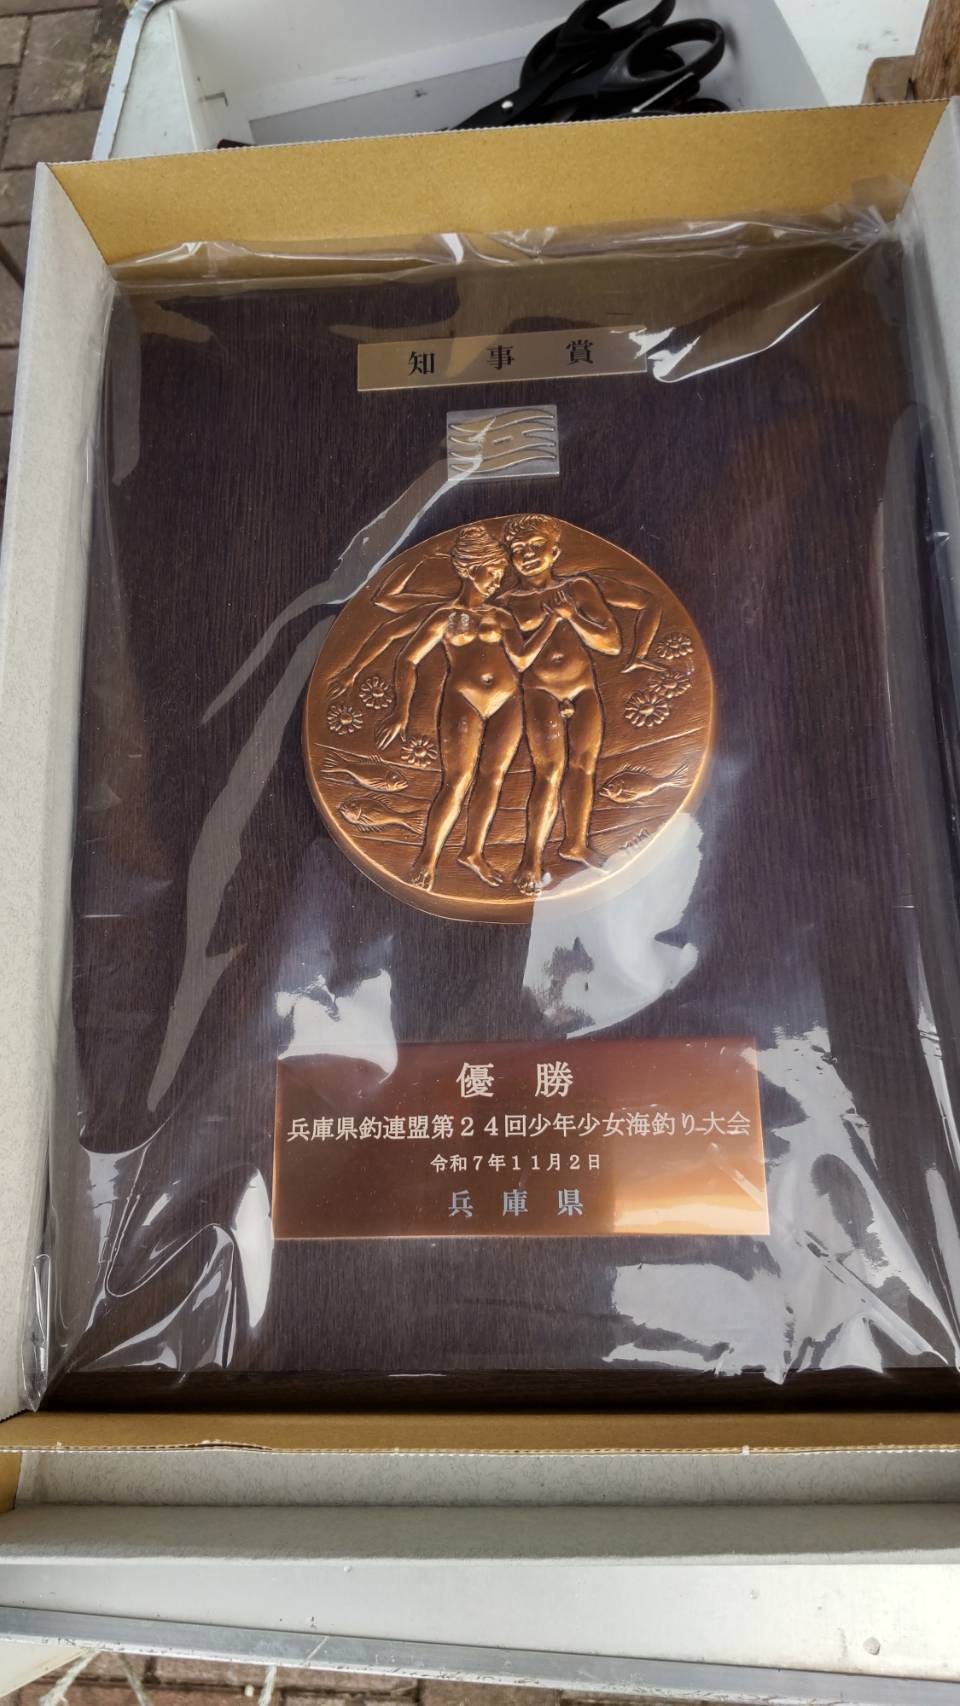 知事賞
優勝
兵庫県釣連盟第24回少年少女海釣り大会
令和7年11月2日
兵庫県